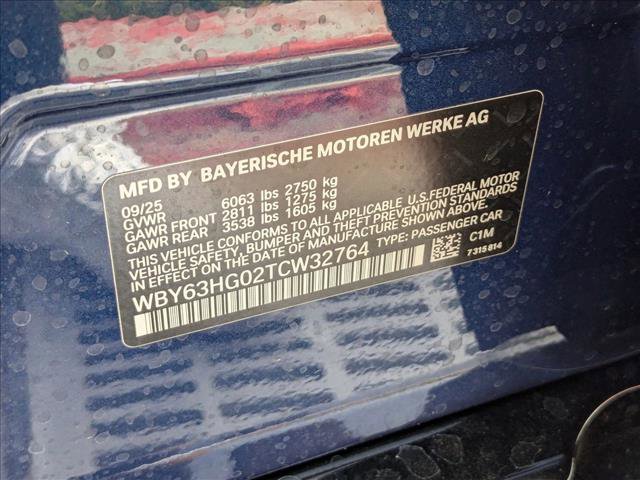 MFD BY BAYERISCHE MOTOREN WERKE AG
09/25
GVWR 6063 lbs 2750 kg
GAWR FRONT 2811 lbs 1275 kg
GAWR REAR 3538 lbs 1605 kg
THIS VEHICLE CONFORMS TO ALL APPLICABLE U.S.FEDERAL MOTOR
VEHICLE SAFETY, BUMPER AND THEFT PREVENTION STANDARDS
IN EFFECT ON THE DATE OF MANUFACTURE SHOWN ABOVE.
WBY63HG02TCW32764 TYPE: PASSENGER CAR
C1M
7315814